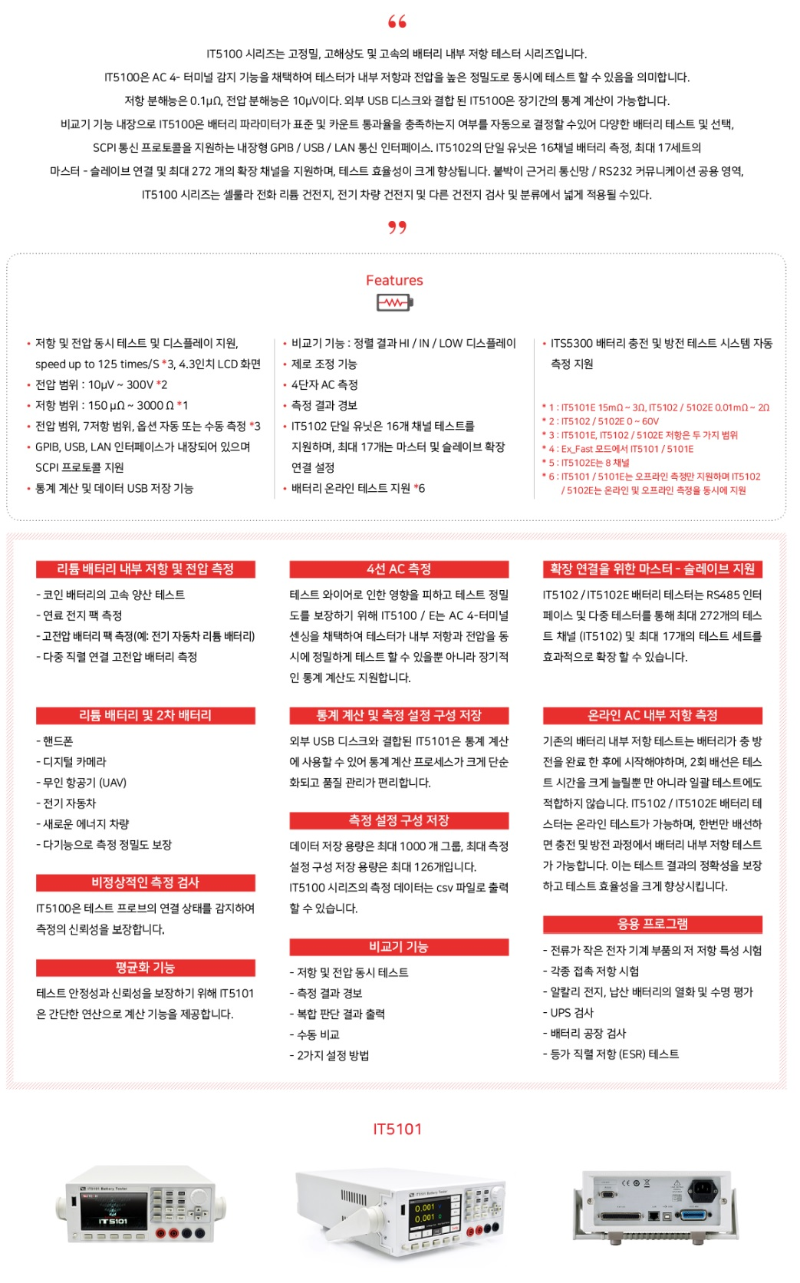 IT5100 시리즈는 고정밀, 고해상도 및 고속의 배터리 내부 저항 테스터 시리즈입니다.
IT5100은 AC 4- 터미널 감지 기능을 채택하여 테스터가 내부 저항과 전압을 높은 정밀도로 동시에 테스트 할 수 있음을 의미합니다.
저항 분해능은 0.1μΩ, 전압 분해능은 10μV이다. 외부 USB 디스크와 결합 된 IT5100은 장기간의 통계 계산이 가능합니다.
비교기 기능 내장으로 IT5100은 배터리 파라미터가 표준 및 카운트 통과율을 충족하는지 여부를 자동으로 결정할 수있어 다양한 배터리 테스트 및 선택,
SCPI 통신 프로토콜을 지원하는 내장형 GPIB / USB / LAN 통신 인터페이스. IT5102의 단일 유닛은 16채널 배터리 측정, 최대 17세트의
마스터 - 슬레이브 연결 및 최대 272 개의 확장 채널을 지원하며, 테스트 효율성이 크게 향상됩니다. 붙박이 근거리 통신망 / RS232 커뮤니케이션 공용 영역,
IT5100 시리즈는 셀룰라 전화 리튬 건전지, 전기 차량 건전지 및 다른 건전지 검사 및 분류에서 넓게 적용될 수있다.
Features
• 저항 및 전압 동시 테스트 및 디스플레이 지원,
speed up to 125 times/S *3, 4.3인치 LCD 화면
• 전압 범위 : 10μV ~ 300V *2
• 저항 범위 : 150 μΩ ~ 3000 Ω *1
• 전압 범위, 7저항 범위, 옵션 자동 또는 수동 측정 *3
• GPIB, USB, LAN 인터페이스가 내장되어 있으며
SCPI 프로토콜 지원
• 통계 계산 및 데이터 USB 저장 기능
• 비교기 기능 : 정렬 결과 HI / IN / LOW 디스플레이
• 제로 조정 기능
• 4단자 AC 측정
• 측정 결과 경보
• IT5102 단일 유닛은 16개 채널 테스트를
지원하며, 최대 17개는 마스터 및 슬레이브 확장
연결 설정
• 배터리 온라인 테스트 지원 *6
• ITS5300 배터리 충전 및 방전 테스트 시스템 자동
측정 지원
* 1 : IT5101E 15mΩ ~ 3Ω, IT5102 / 5102E 0.01mΩ ~ 2Ω
* 2 : IT5102 / 5102E 0 ~ 60V
* 3 : IT5101E, IT5102 / 5102E 저항은 두 가지 범위
* 4 : Ex_Fast 모드에서 IT5101 / 5101E
* 5 : IT5102E는 8 채널
* 6 : IT5101 / 5101E는 오프라인 측정만 지원하며 IT5102
/ 5102E는 온라인 및 오프라인 측정을 동시에 지원
리튬 배터리 내부 저항 및 전압 측정
- 코인 배터리의 고속 양산 테스트
- 연료 전지 팩 측정
- 고전압 배터리 팩 측정(예: 전기 자동차 리튬 배터리)
- 다중 직렬 연결 고전압 배터리 측정
리튬 배터리 및 2차 배터리
- 핸드폰
- 디지털 카메라
- 무인 항공기 (UAV)
- 전기 자동차
- 새로운 에너지 차량
- 다기능으로 측정 정밀도 보장
비정상적인 측정 검사
IT5100은 테스트 프로브의 연결 상태를 감지하여
측정의 신뢰성을 보장합니다.
평균화 기능
테스트 안정성과 신뢰성을 보장하기 위해 IT5101
은 간단한 연산으로 계산 기능을 제공합니다.
4선 AC 측정
테스트 와이어로 인한 영향을 피하고 테스트 정밀
도를 보장하기 위해 IT5100 / E는 AC 4-터미널
센싱을 채택하여 테스터가 내부 저항과 전압을 동
시에 정밀하게 테스트 할 수 있을뿐 아니라 장기적
인 통계 계산도 지원합니다.
통계 계산 및 측정 설정 구성 저장
외부 USB 디스크와 결합된 IT5101은 통계 계산
에 사용할 수 있어 통계 계산 프로세스가 크게 단순
화되고 품질 관리가 편리합니다.
측정 설정 구성 저장
데이터 저장 용량은 최대 1000 개 그룹, 최대 측정
설정 구성 저장 용량은 최대 126개입니다.
IT5100 시리즈의 측정 데이터는 csv 파일로 출력
할 수 있습니다.
비교기 기능
- 저항 및 전압 동시 테스트
- 측정 결과 경보
- 복합 판단 결과 출력
- 수동 비교
- 2가지 설정 방법
확장 연결을 위한 마스터 - 슬레이브 지원
IT5102 / IT5102E 배터리 테스터는 RS485 인터
페이스 및 다중 테스터를 통해 최대 272개의 테스
트 채널 (IT5102) 및 최대 17개의 테스트 세트를
효과적으로 확장 할 수 있습니다.
온라인 AC 내부 저항 측정
기존의 배터리 내부 저항 테스트는 배터리가 충 방
전을 완료 한 후에 시작해야하며, 2회 배선은 테스
트 시간을 크게 늘릴뿐 만 아니라 일괄 테스트에도
적합하지 않습니다. IT5102 / IT5102E 배터리 테
스터는 온라인 테스트가 가능하며, 한번만 배선하
면 충전 및 방전 과정에서 배터리 내부 저항 테스트
가 가능합니다. 이는 테스트 결과의 정확성을 보장
하고 테스트 효율성을 크게 향상시킵니다.
응용 프로그램
- 전류가 작은 전자 기계 부품의 저 저항 특성 시험
- 각종 접촉 저항 시험
- 알칼리 전지, 납산 배터리의 열화 및 수명 평가
- UPS 검사
- 배터리 공장 검사
- 등가 직렬 저항 (ESR) 테스트
IT5101
IT5101 Battery Tester
IT5101
IT5101 Battery Tester
0.001
0.001